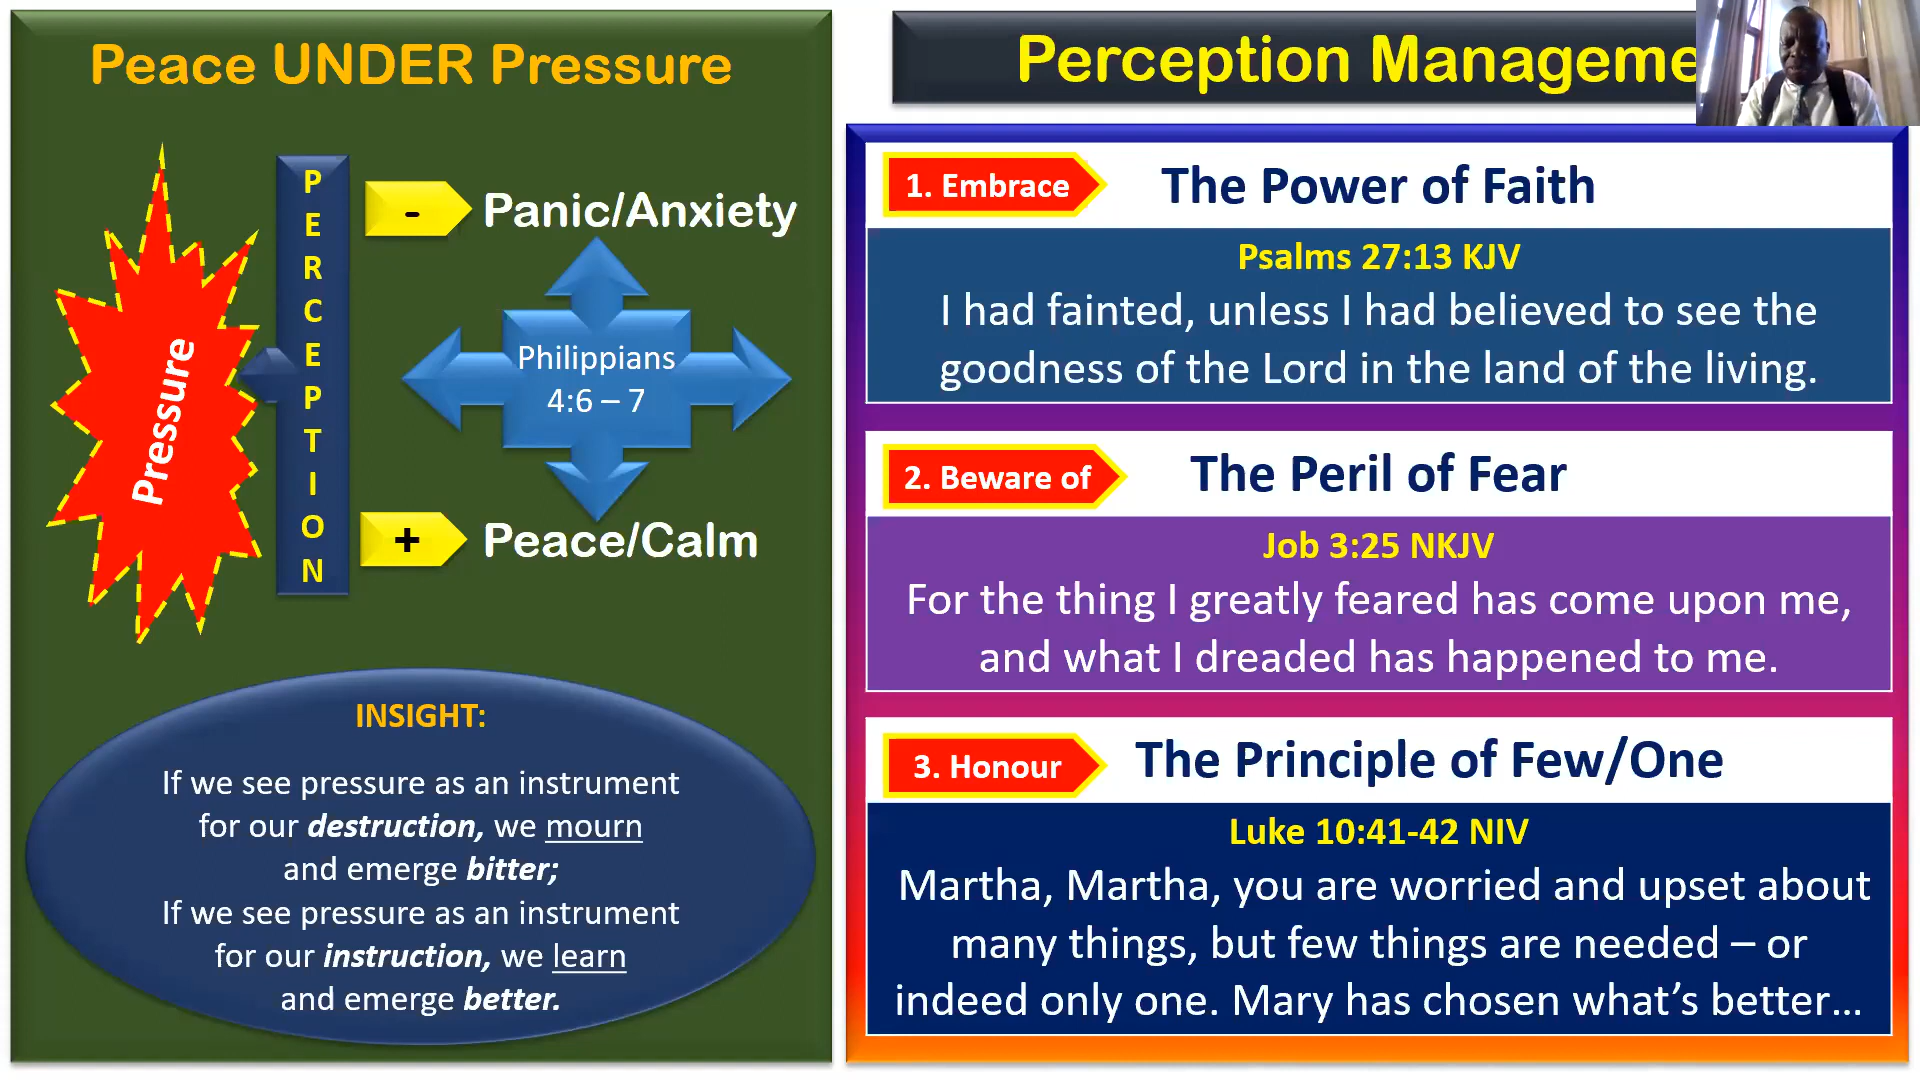 Peace UNDER Pressure
Pressure
PERCEPTION
-
Panic/Anxiety
Philippians
4:6 – 7
+
Peace/Calm
INSIGHT:
If we see pressure as an instrument
for our destruction, we mourn
and emerge bitter;
If we see pressure as an instrument
for our instruction, we learn
and emerge better.
Perception Manageme
1. Embrace
The Power of Faith
Psalms 27:13 KJV
I had fainted, unless I had believed to see the
goodness of the Lord in the land of the living.
2. Beware of
The Peril of Fear
Job 3:25 NKJV
For the thing I greatly feared has come upon me,
and what I dreaded has happened to me.
3. Honour
The Principle of Few/One
Luke 10:41-42 NIV
Martha, Martha, you are worried and upset about
many things, but few things are needed – or
indeed only one. Mary has chosen what’s better...